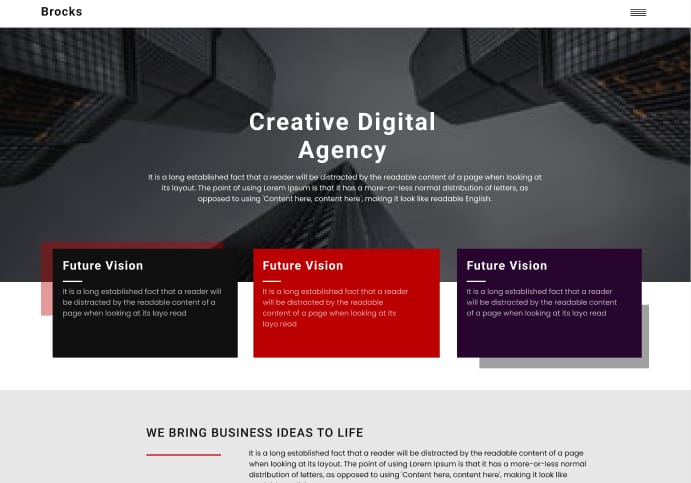 Brocks
Creative Digital
Agency
It is a long established fact that a reader will be distracted by the readable content of a page when looking at
its layout. The point of using Lorem Ipsum is that it has a more-or-less normal distribution of letters, as
opposed to using 'Content here, content here', making it look like readable English.
Future Vision
It is a long established fact that a reader will
be distracted by the readable content of a
page when looking at its layo read
Future Vision
It is a long established fact that a reader
will be distracted by the readable
content of a page when looking at its
layo read
Future Vision
It is a long established fact that a reader
will be distracted by the readable content
of a page when looking at its layo read
WE BRING BUSINESS IDEAS TO LIFE
It is a long established fact that a reader will be distracted by the readable content of a page
when looking at its layout. The point of using Lorem Ipsum is that it has a more-or-less normal
distribution of letters, as opposed to using 'Content here, content here', making it look like